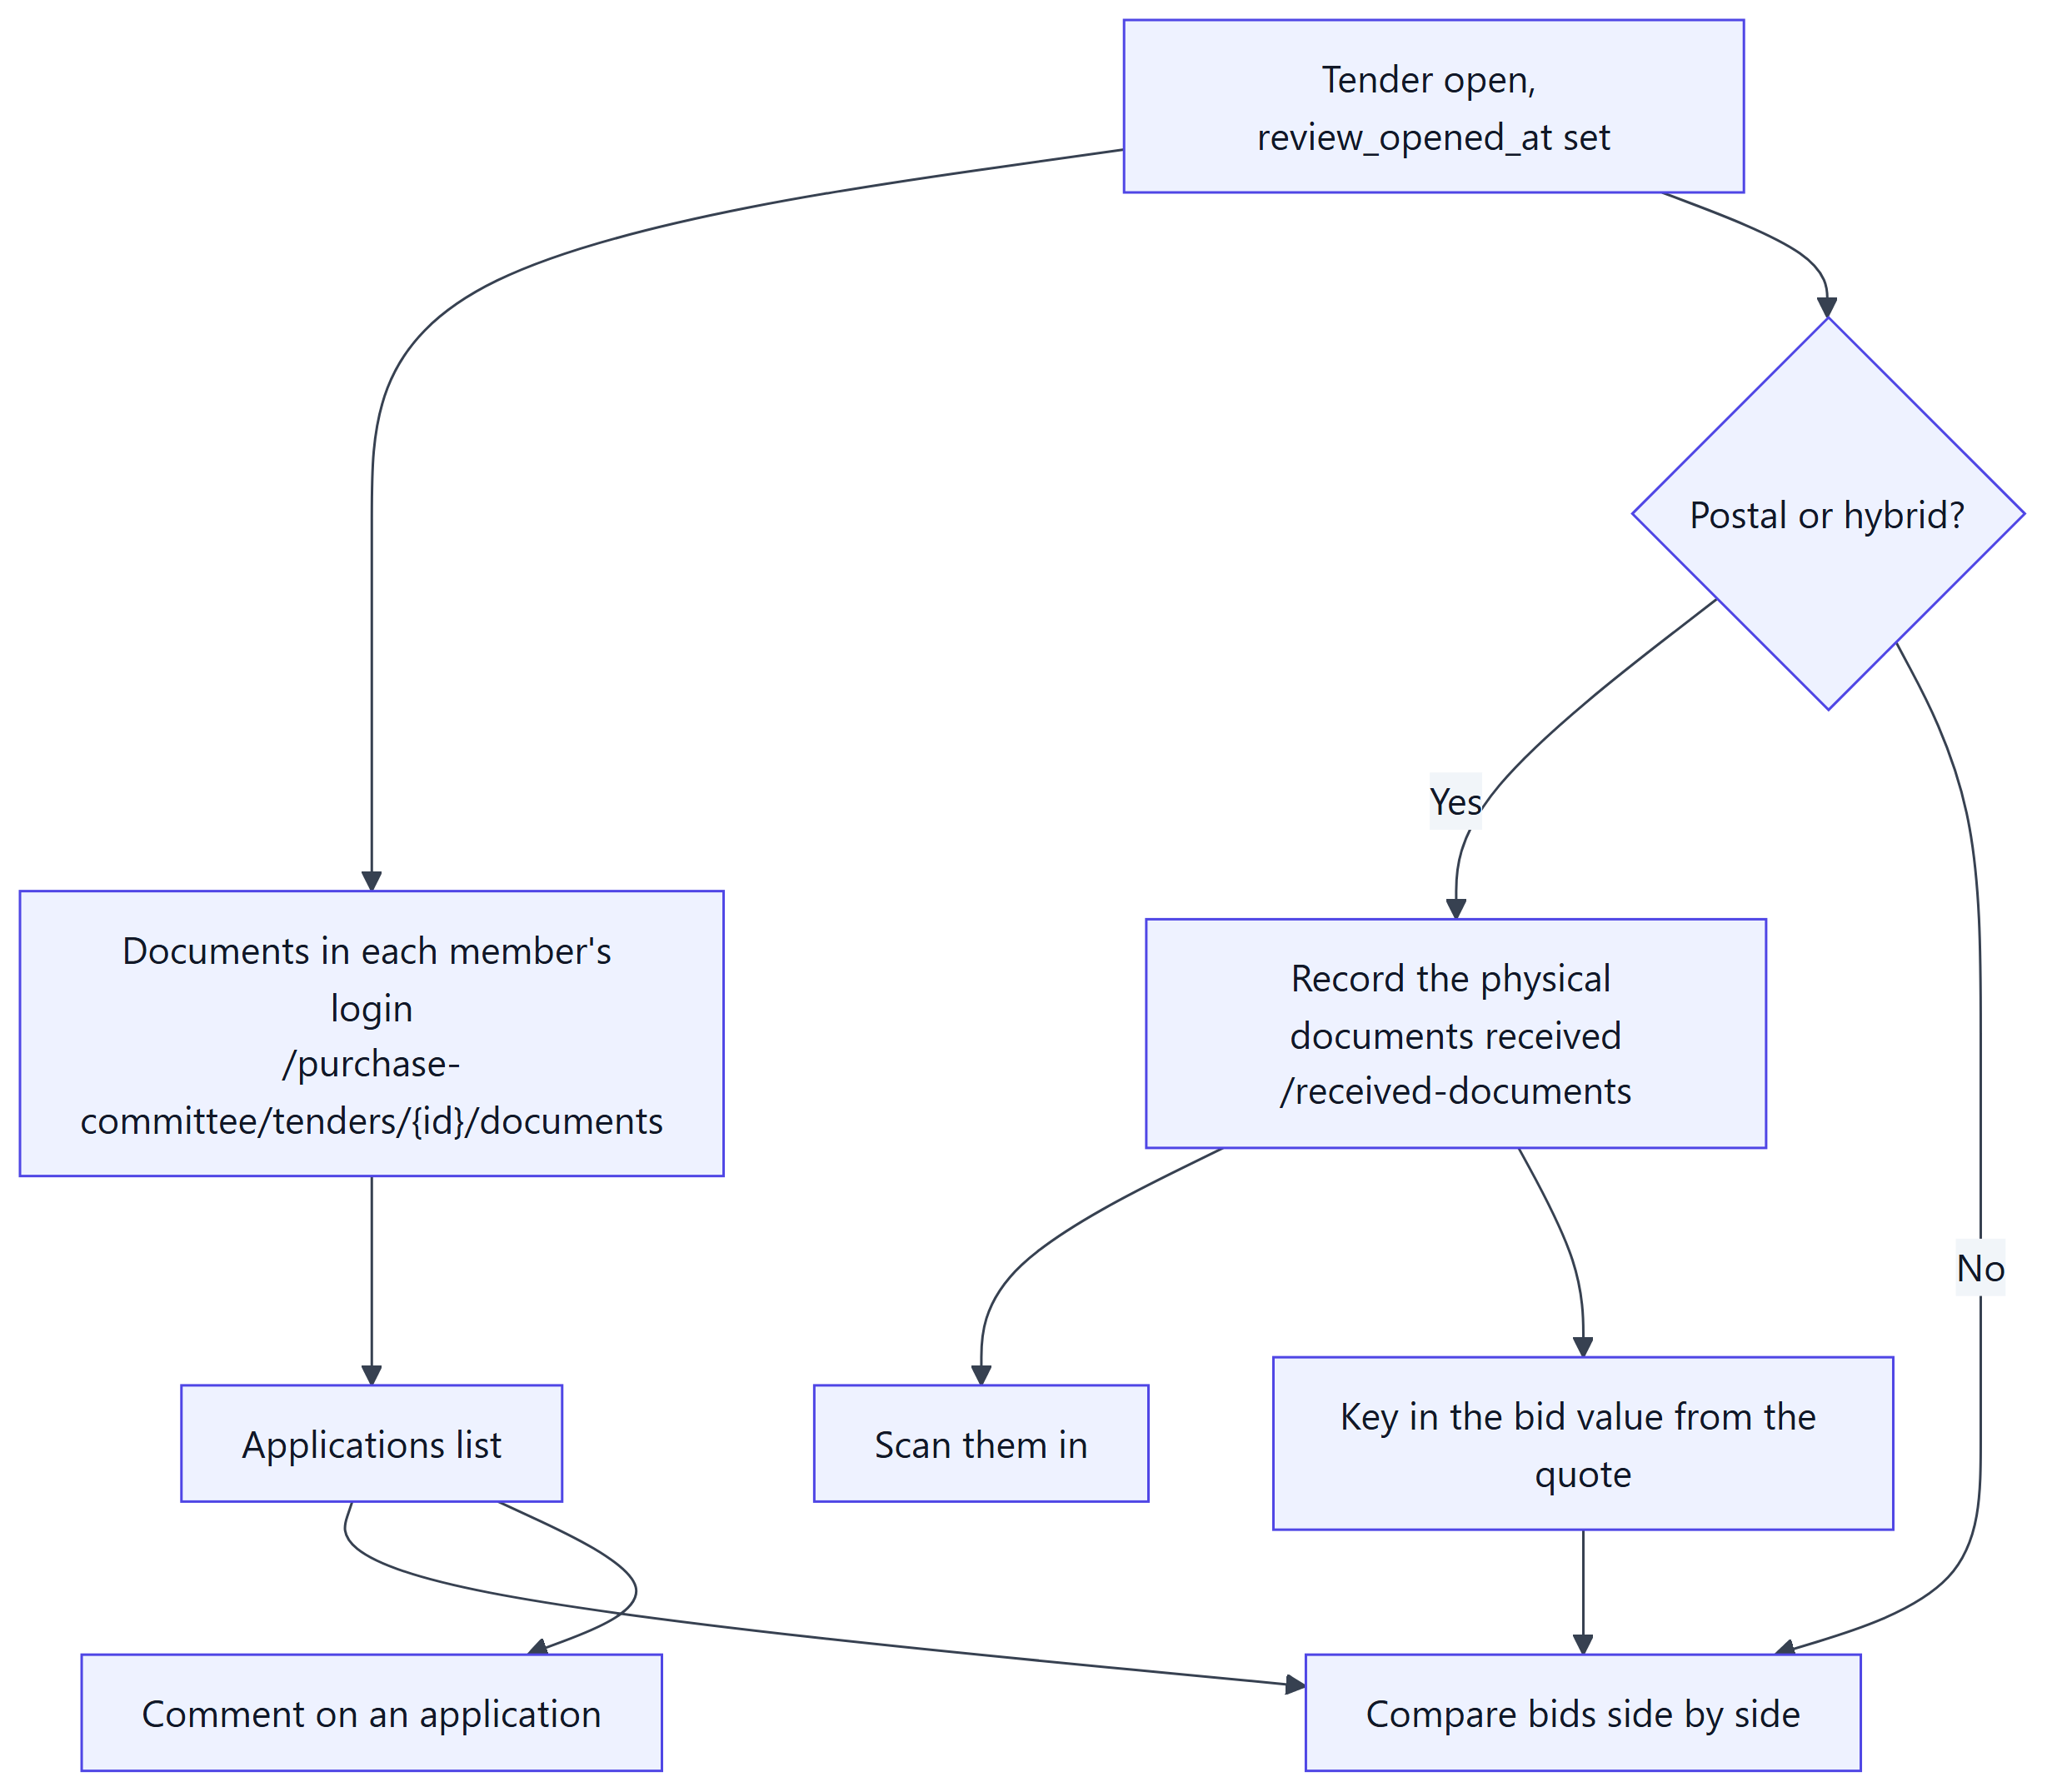 Tender open,
review_opened_at set
Postal or hybrid?
Yes
Documents in each member's
login
/purchase-
committee/tenders/{id}/documents
Record the physical
documents received
/received-documents
No
Applications list
Scan them in
Key in the bid value from the
quote
Comment on an application
Compare bids side by side